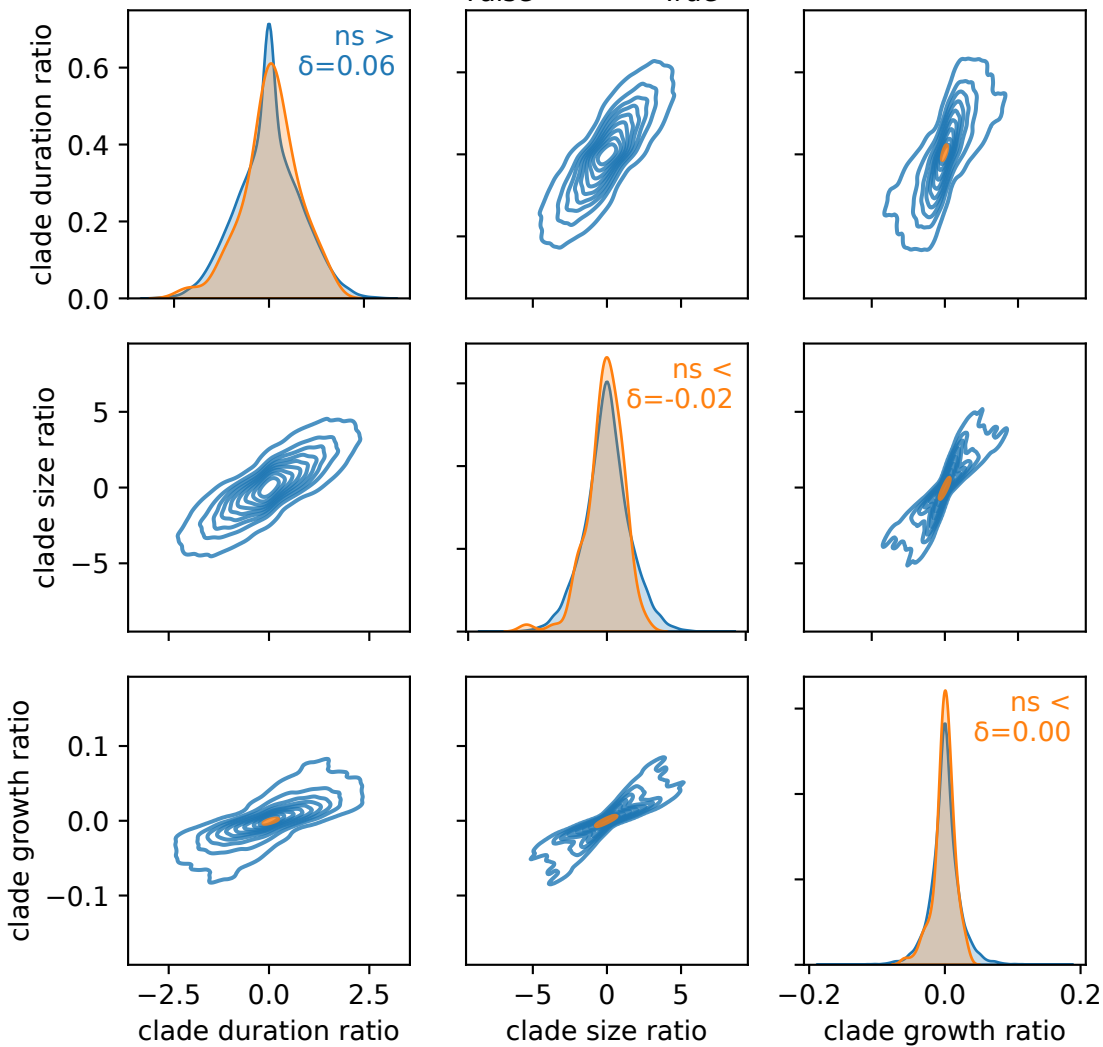 clade duration ratio
0.6
0.4
0.2
0.0
ns >
δ=0.06
clade size ratio
5
0
−5
ns <
δ=-0.02
clade growth ratio
0.1
0.0
−0.1
ns <
δ=0.00
−2.5
0.0
2.5
−5
0
5
−0.2
0.0
0.2
clade duration ratio
clade size ratio
clade growth ratio